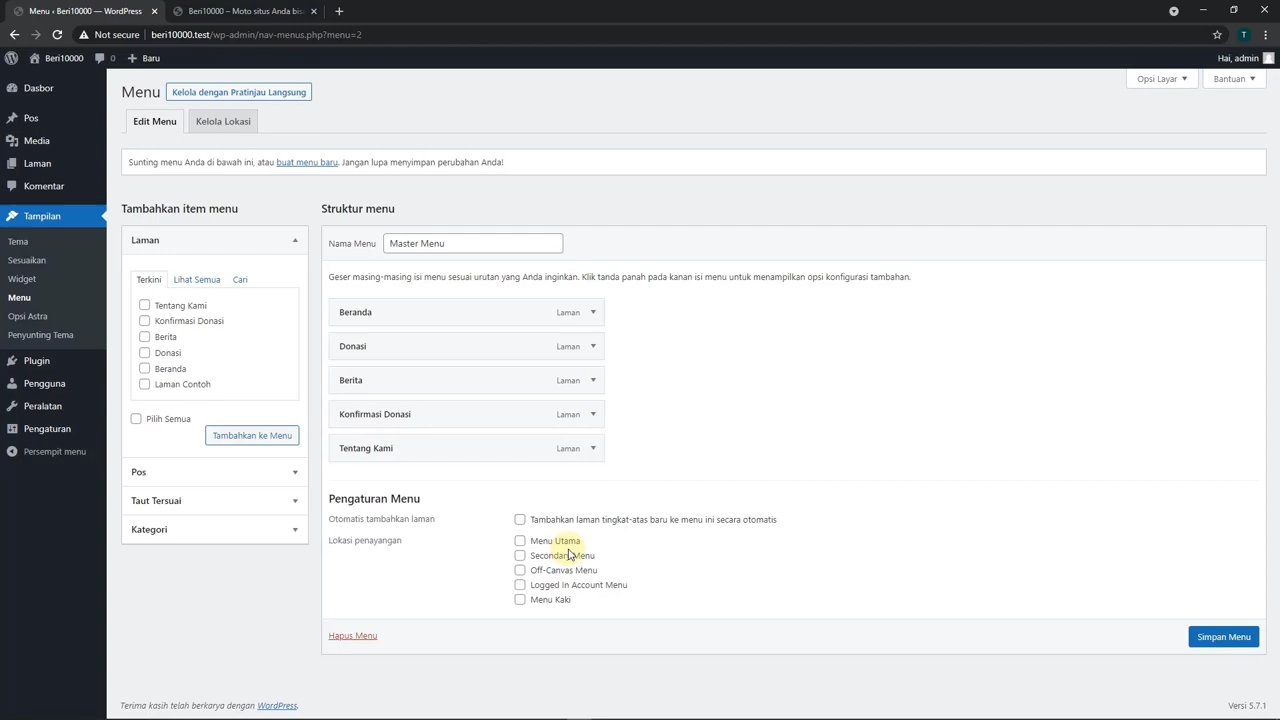 Menu ‹ Beri10000 — WordPress
Beri10000 – Moto situs Anda bis
Not secure
beri10000.test/wp-admin/nav-menus.php?menu=2
T
Beri10000
0
Baru
Hai, admin
Dasbor
Pos
Media
Laman
Komentar
Tampilan
Tema
Sesuaikan
Widget
Menu
Opsi Astra
Penyunting Tema
Plugin
Pengguna
Peralatan
Pengaturan
Persempit menu
Opsi Layar
Bantuan
Menu
Kelola dengan Pratinjau Langsung
Edit Menu
Kelola Lokasi
Sunting menu Anda di bawah ini, atau buat menu baru. Jangan lupa menyimpan perubahan Anda!
Tambahkan item menu
Laman
Terkini
Lihat Semua
Cari
Tentang Kami
Konfirmasi Donasi
Berita
Donasi
Beranda
Laman Contoh
Pilih Semua
Tambahkan ke Menu
Pos
Taut Tersuai
Kategori
Struktur menu
Nama Menu
Master Menu
Geser masing-masing isi menu sesuai urutan yang Anda inginkan. Klik tanda panah pada kanan isi menu untuk menampilkan opsi konfigurasi tambahan.
Beranda Laman
Donasi Laman
Berita Laman
Konfirmasi Donasi Laman
Tentang Kami Laman
Pengaturan Menu
Otomatis tambahkan laman
Tambahkan laman tingkat-atas baru ke menu ini secara otomatis
Lokasi penayangan
Menu Utama
Secondary Menu
Off-Canvas Menu
Logged In Account Menu
Menu Kaki
Hapus Menu
Simpan Menu
Terima kasih telah berkarya dengan WordPress.
Versi 5.7.1